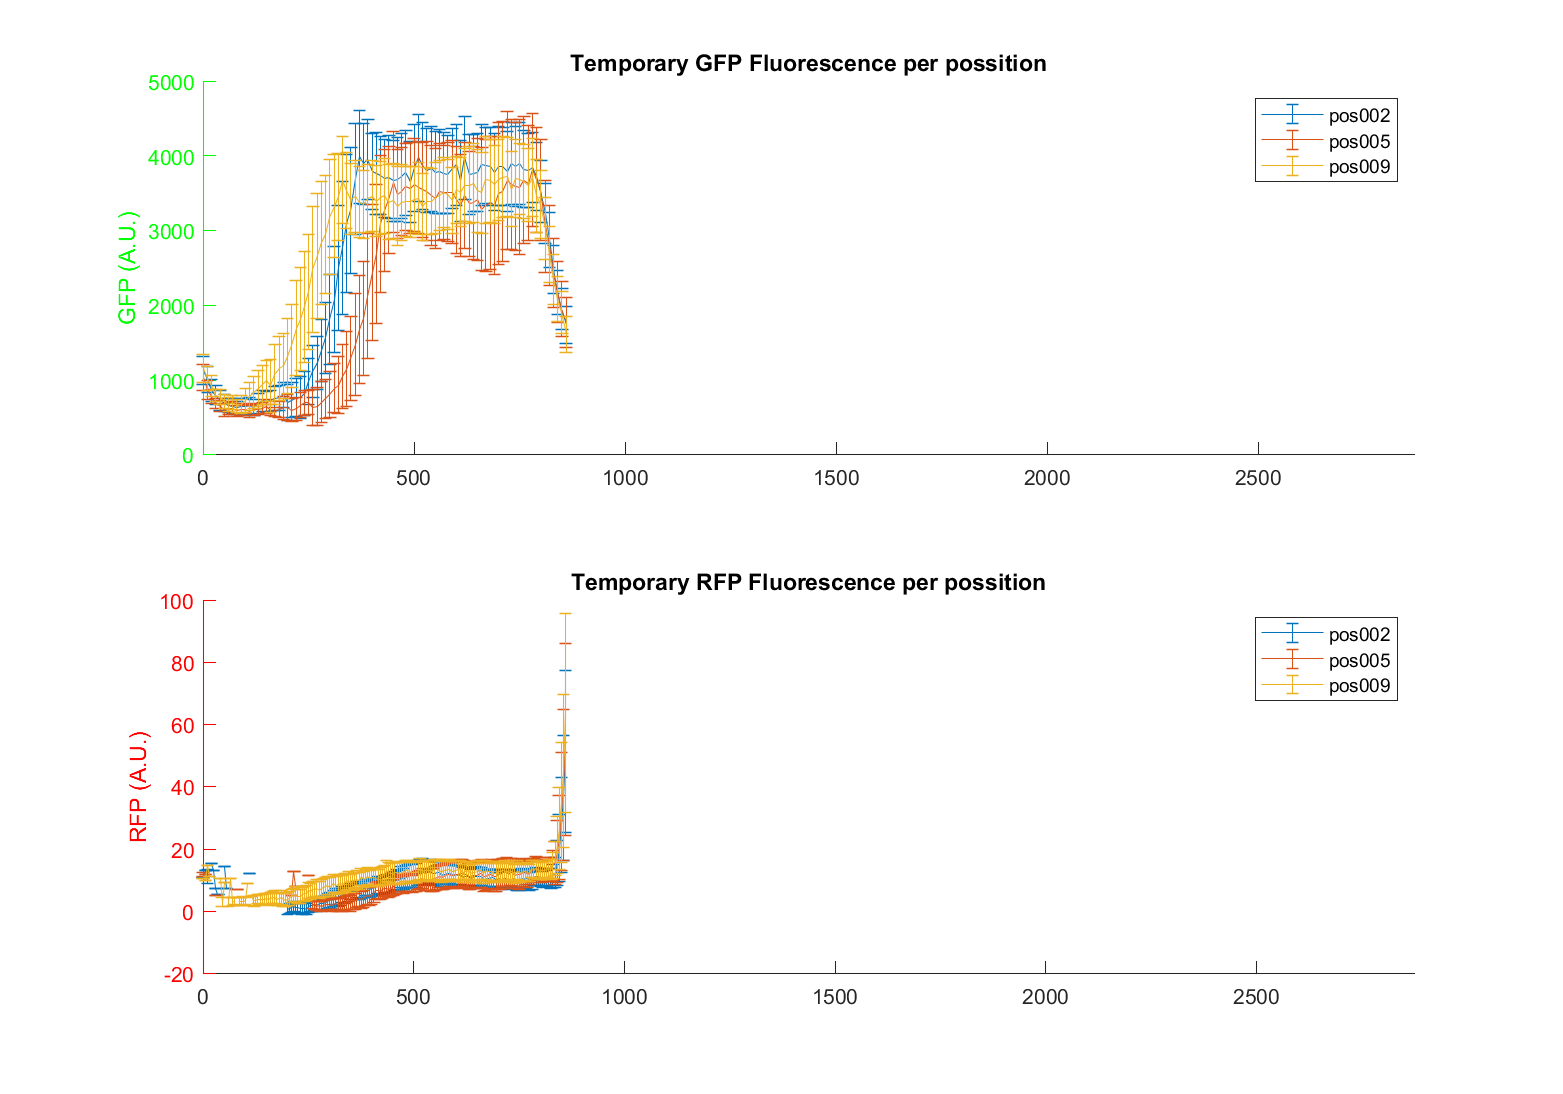 Temporary GFP Fluorescence per possition
5000
4000
3000
2000
1000
0
GFP (A.U.)
0 500 1000 1500 2000 2500
pos002
pos005
pos009
Temporary RFP Fluorescence per possition
100
80
60
40
20
0
-20
RFP (A.U.)
0 500 1000 1500 2000 2500
pos002
pos005
pos009